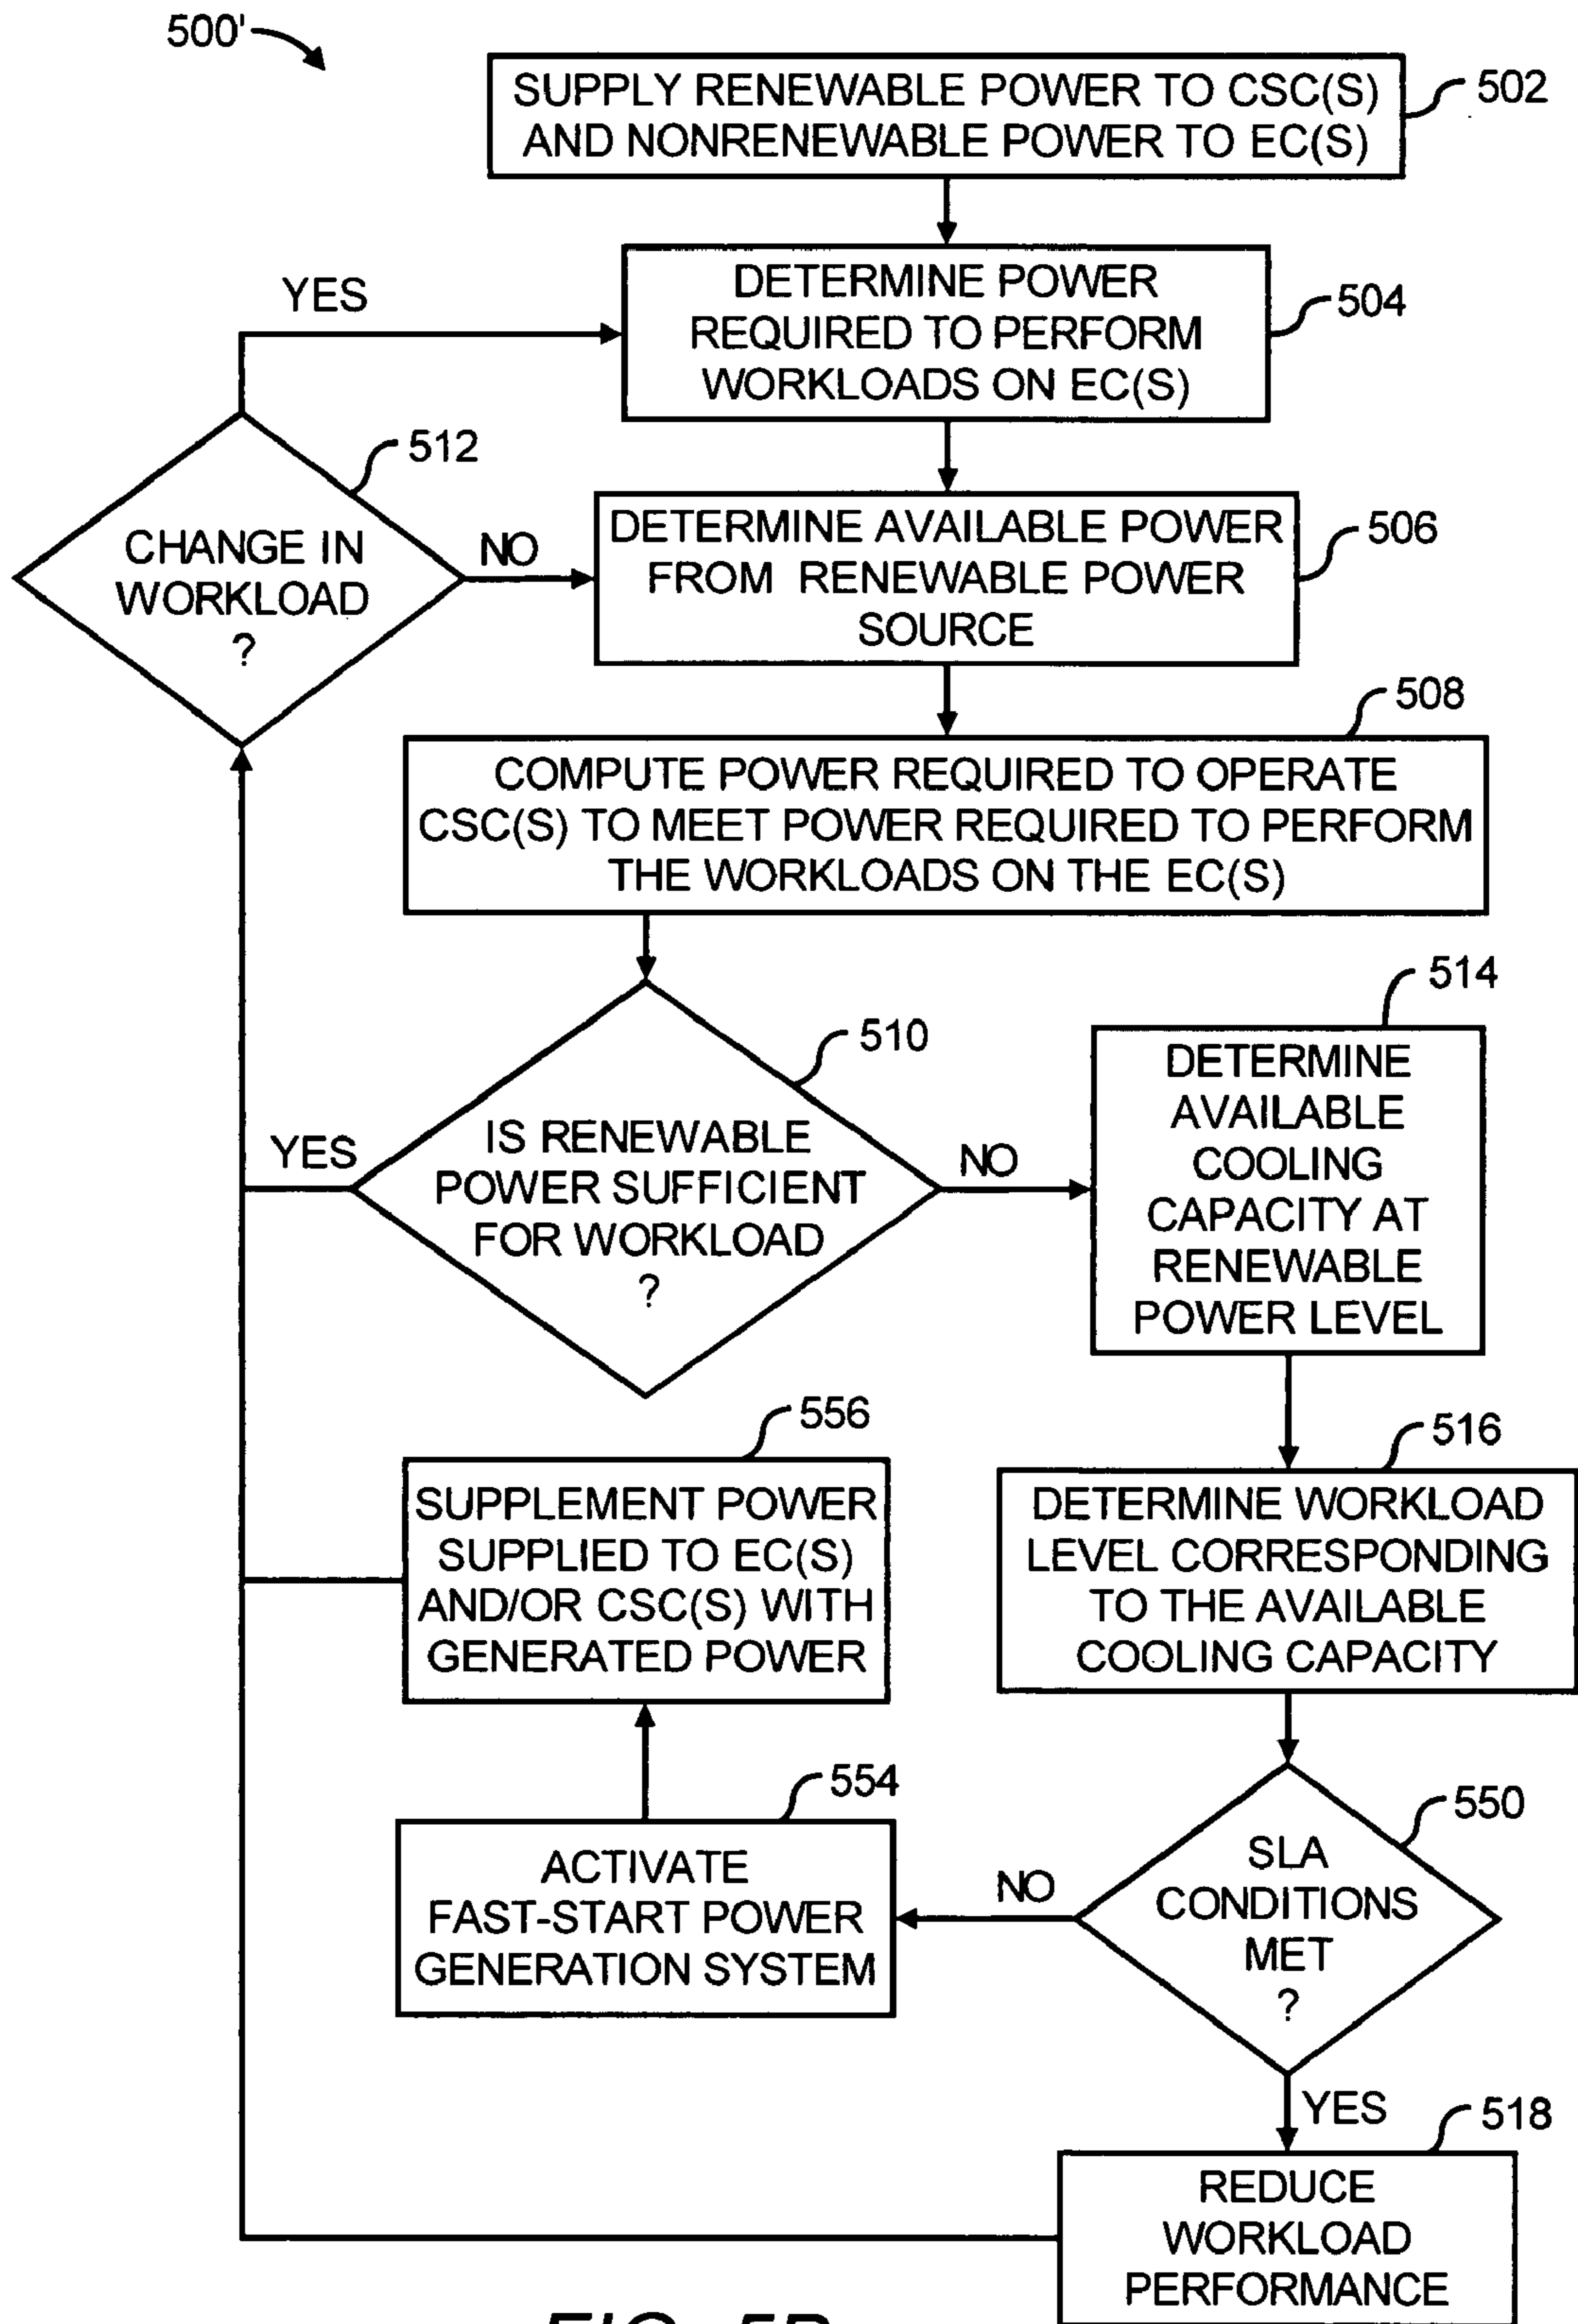 500'
SUPPLY RENEWABLE POWER TO CSC(S)
AND NONRENEWABLE POWER TO EC(S)
502
DETERMINE POWER
REQUIRED TO PERFORM
WORKLOADS ON EC(S)
504
YES
512
CHANGE IN
WORKLOAD
?
NO
DETERMINE AVAILABLE POWER
FROM RENEWABLE POWER
SOURCE
506
508
COMPUTE POWER REQUIRED TO OPERATE
CSC(S) TO MEET POWER REQUIRED TO PERFORM
THE WORKLOADS ON THE EC(S)
510
IS RENEWABLE
POWER SUFFICIENT
FOR WORKLOAD
?
YES
NO
514
DETERMINE
AVAILABLE
COOLING
CAPACITY AT
RENEWABLE
POWER LEVEL
516
DETERMINE WORKLOAD
LEVEL CORRESPONDING
TO THE AVAILABLE
COOLING CAPACITY
556
SUPPLEMENT POWER
SUPPLIED TO EC(S)
AND/OR CSC(S) WITH
GENERATED POWER
554
ACTIVATE
FAST-START POWER
GENERATION SYSTEM
550
SLA
CONDITIONS
MET
?
NO
YES
518
REDUCE
WORKLOAD
PERFORMANCE